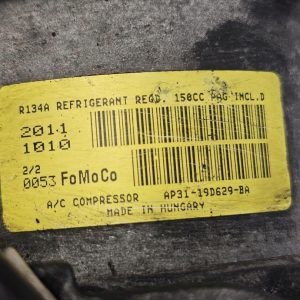 R134A REFRIGERANT REQD. 150CC PAG INCL.D
2011
1010
2/2
0053 FoMoCo
A/C COMPRESSOR AP31-19D629-BA
MADE IN HUNGARY